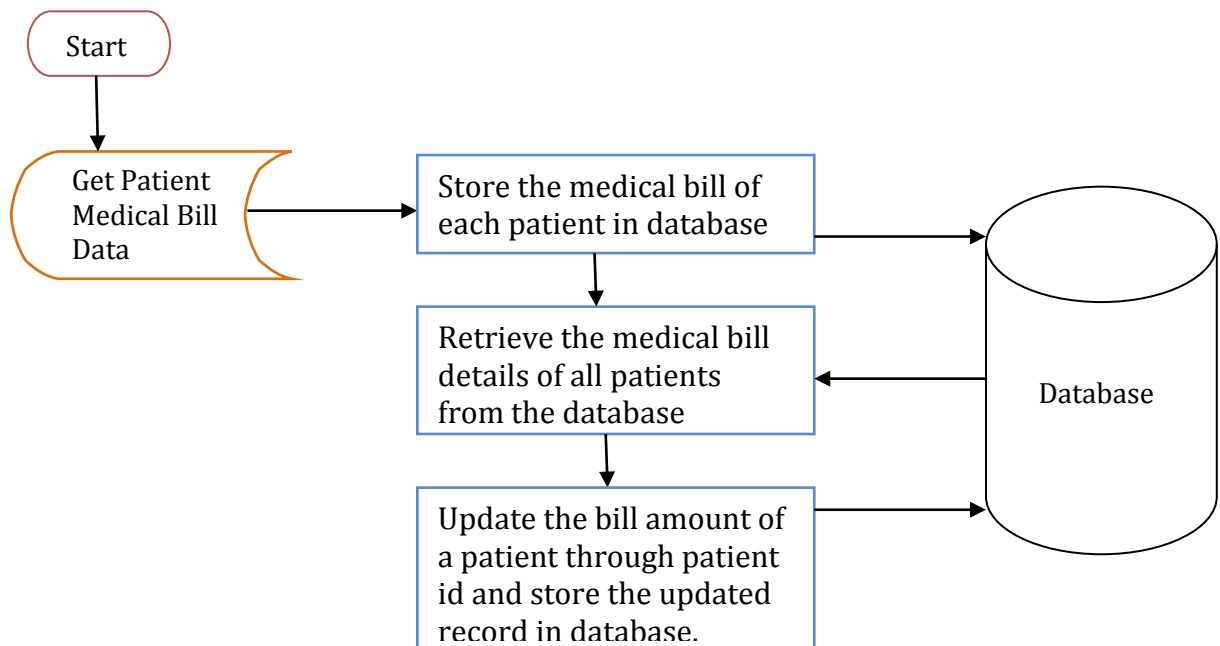 Start
Get Patient
Medical Bill
Data
Store the medical bill of
each patient in database
Retrieve the medical bill
details of all patients
from the database
Database
Update the bill amount of
a patient through patient
id and store the updated
record in database.